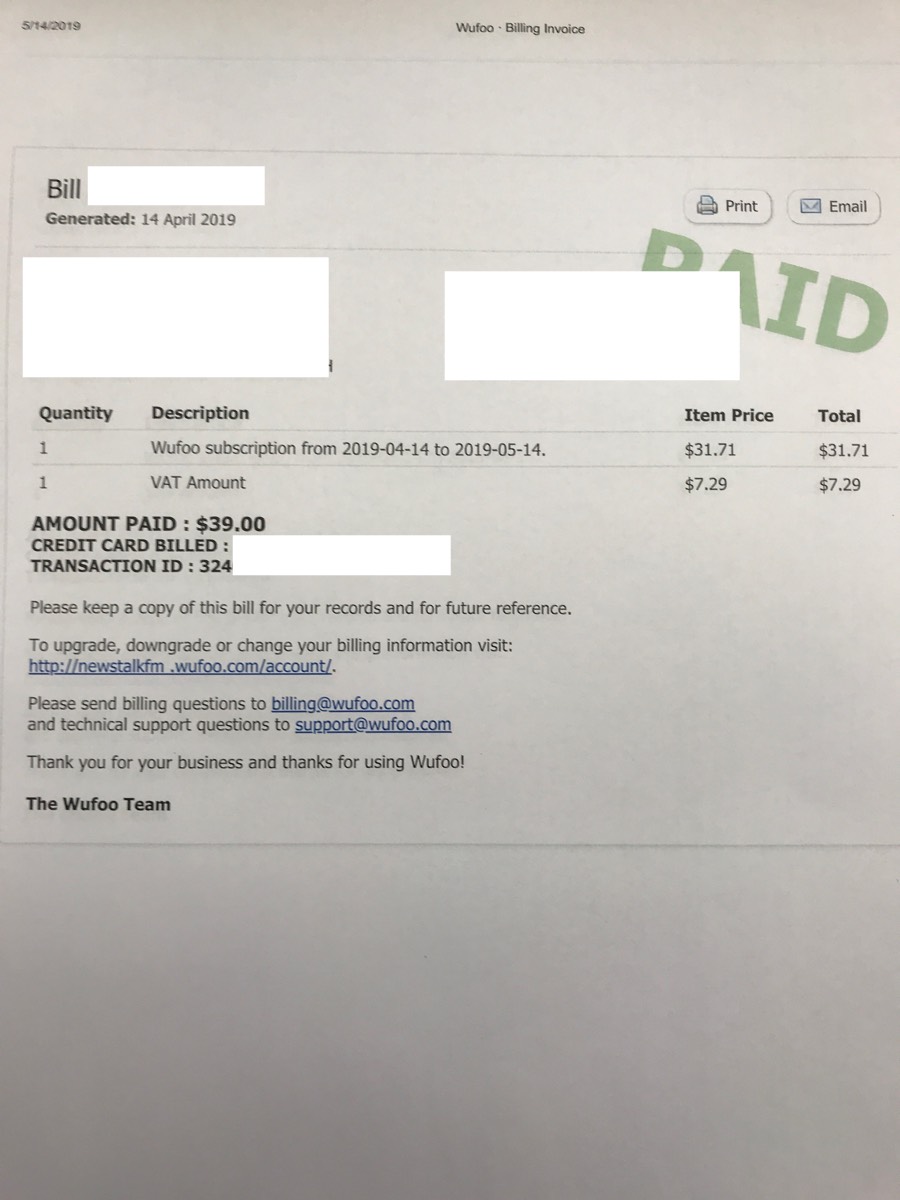 5/14/2019
Wufoo · Billing Invoice
Bill
Generated: 14 April 2019
Print
Email
PAID
Quantity Description Item Price Total
1 Wufoo subscription from 2019-04-14 to 2019-05-14. $31.71 $31.71
1 VAT Amount $7.29 $7.29
AMOUNT PAID : $39.00
CREDIT CARD BILLED :
TRANSACTION ID : 324
Please keep a copy of this bill for your records and for future reference.
To upgrade, downgrade or change your billing information visit:
http://newstalkfm .wufoo.com/account/.
Please send billing questions to billing@wufoo.com
and technical support questions to support@wufoo.com
Thank you for your business and thanks for using Wufoo!
The Wufoo Team